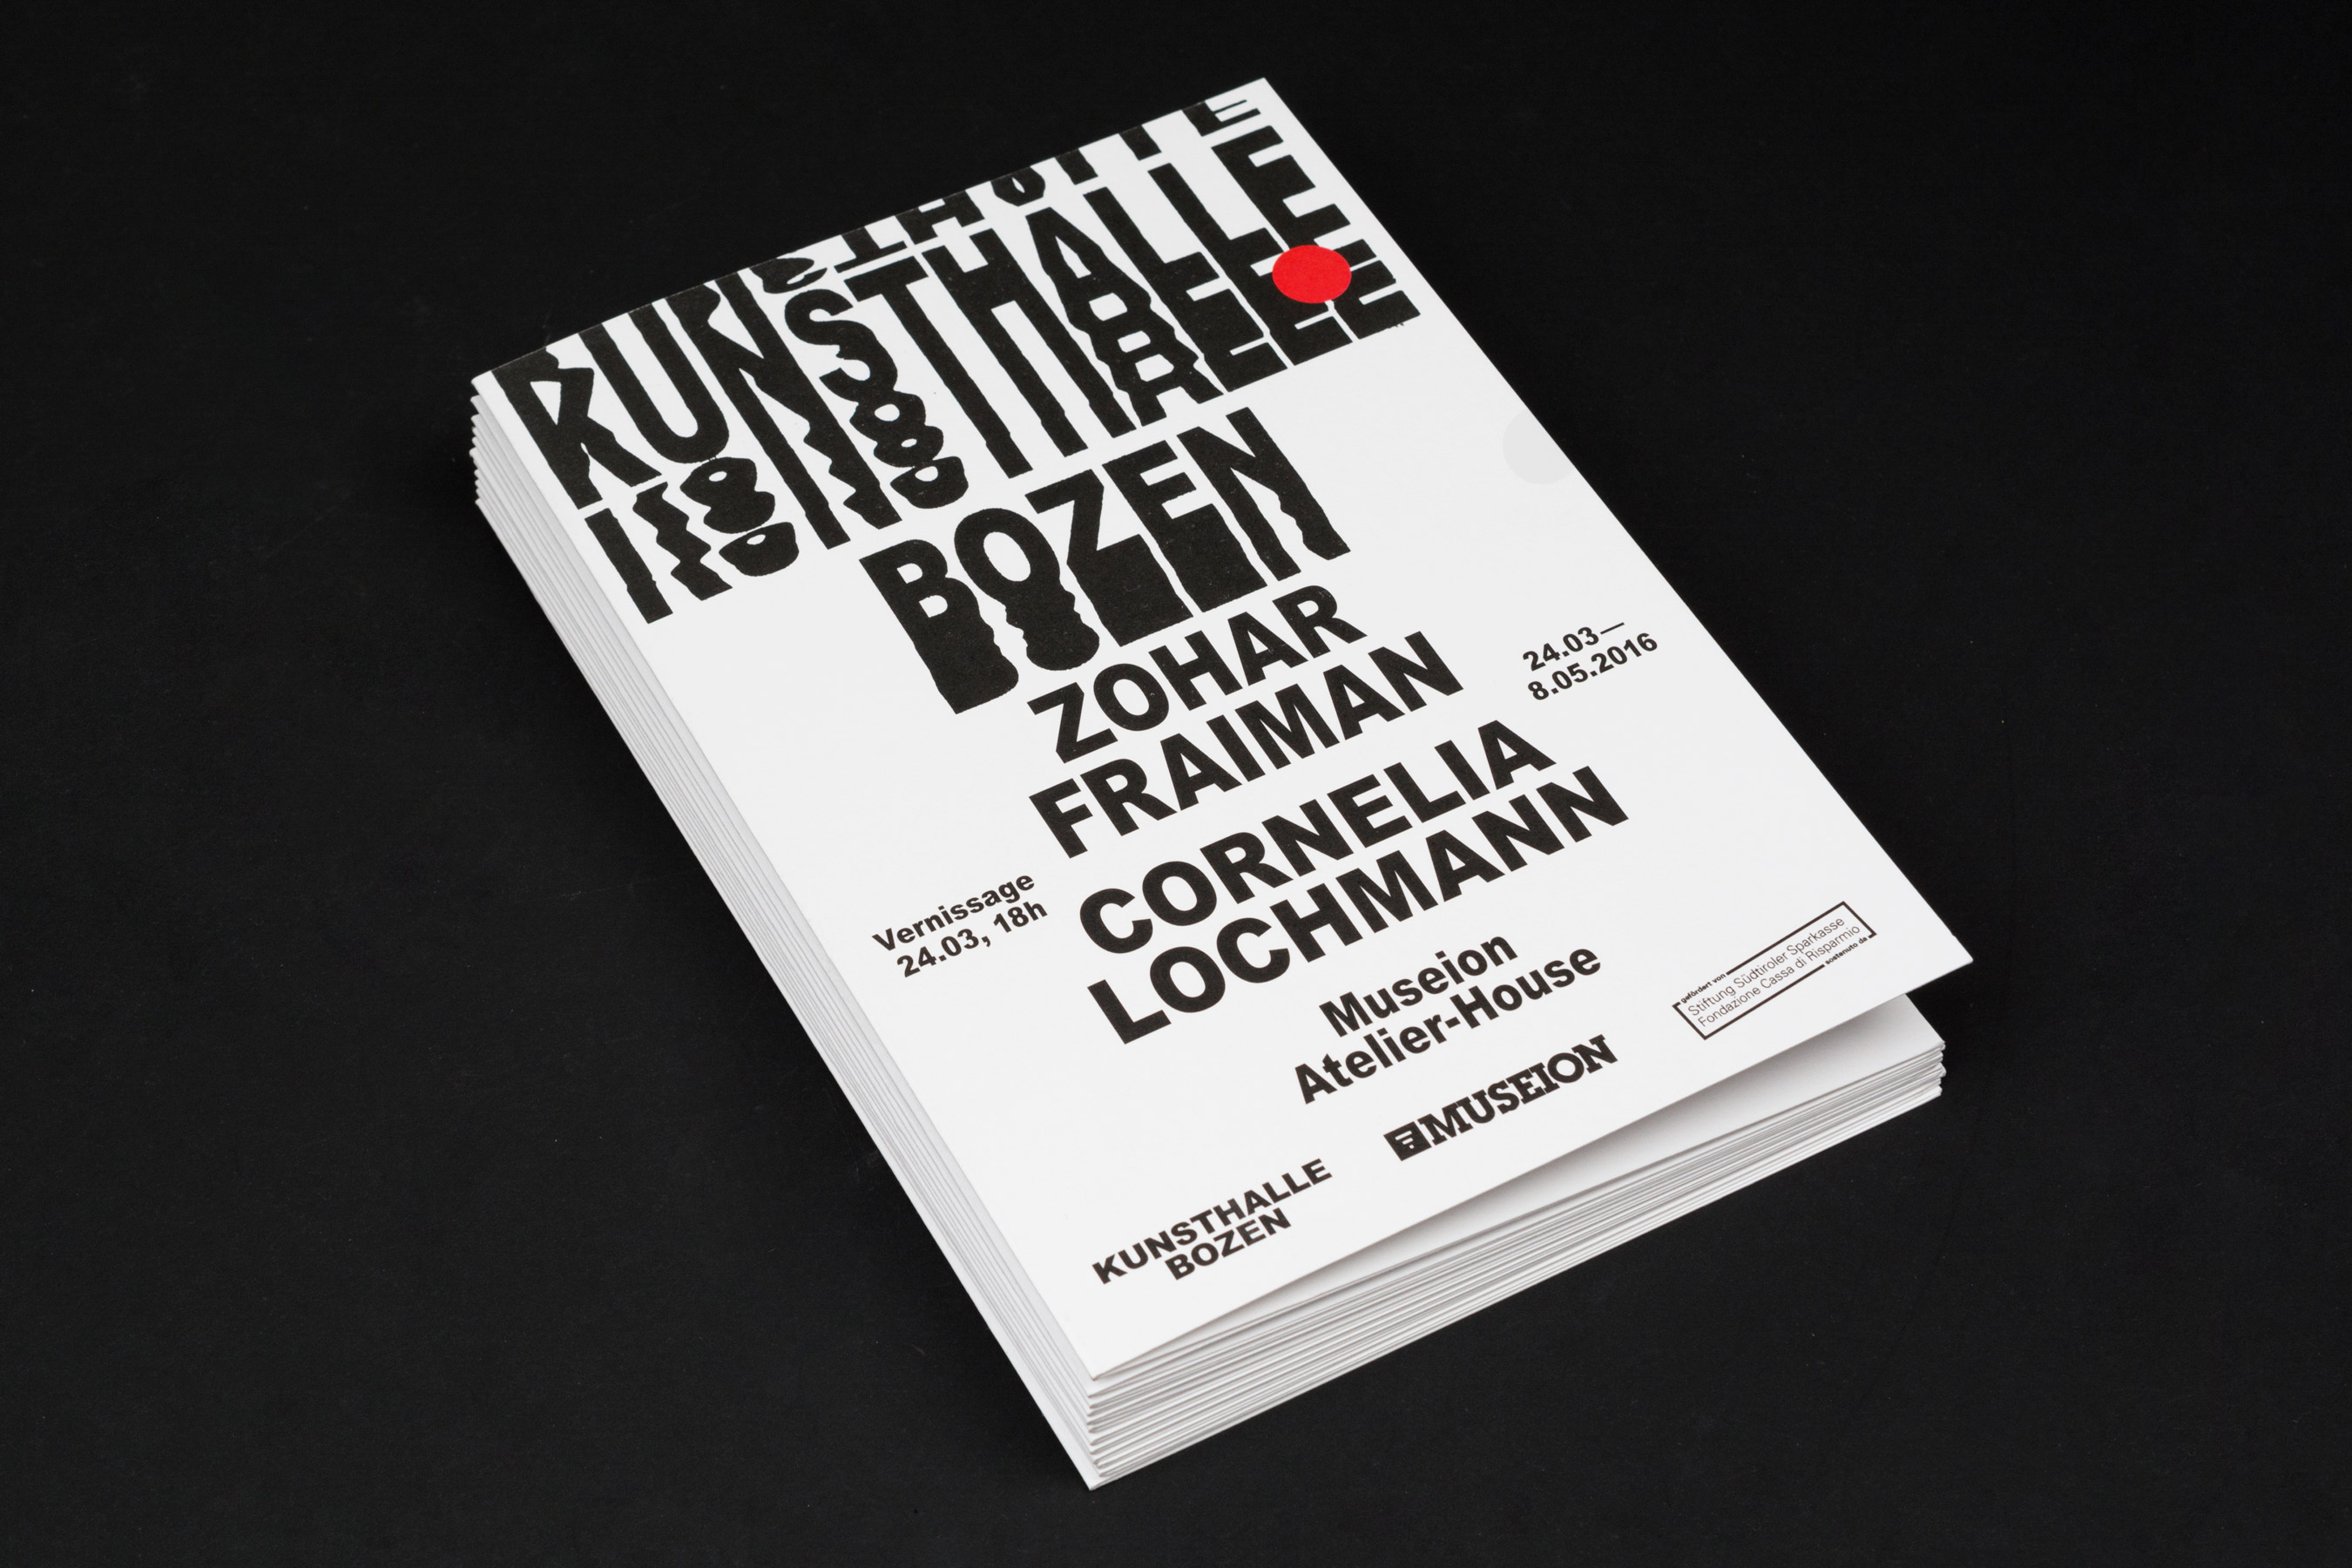 KUNSTHALLE
BOZEN
ZOHAR
FRAIMAN
24.03—
8.05.2016
CORNELIA
LOCHMANN
Vernissage
24.03, 18h
Museion
Atelier-House
gefördert von
Stiftung Südtiroler Sparkasse
Fondazione Cassa di Risparmio
sostenuto da
MUSEION
KUNSTHALLE
BOZEN